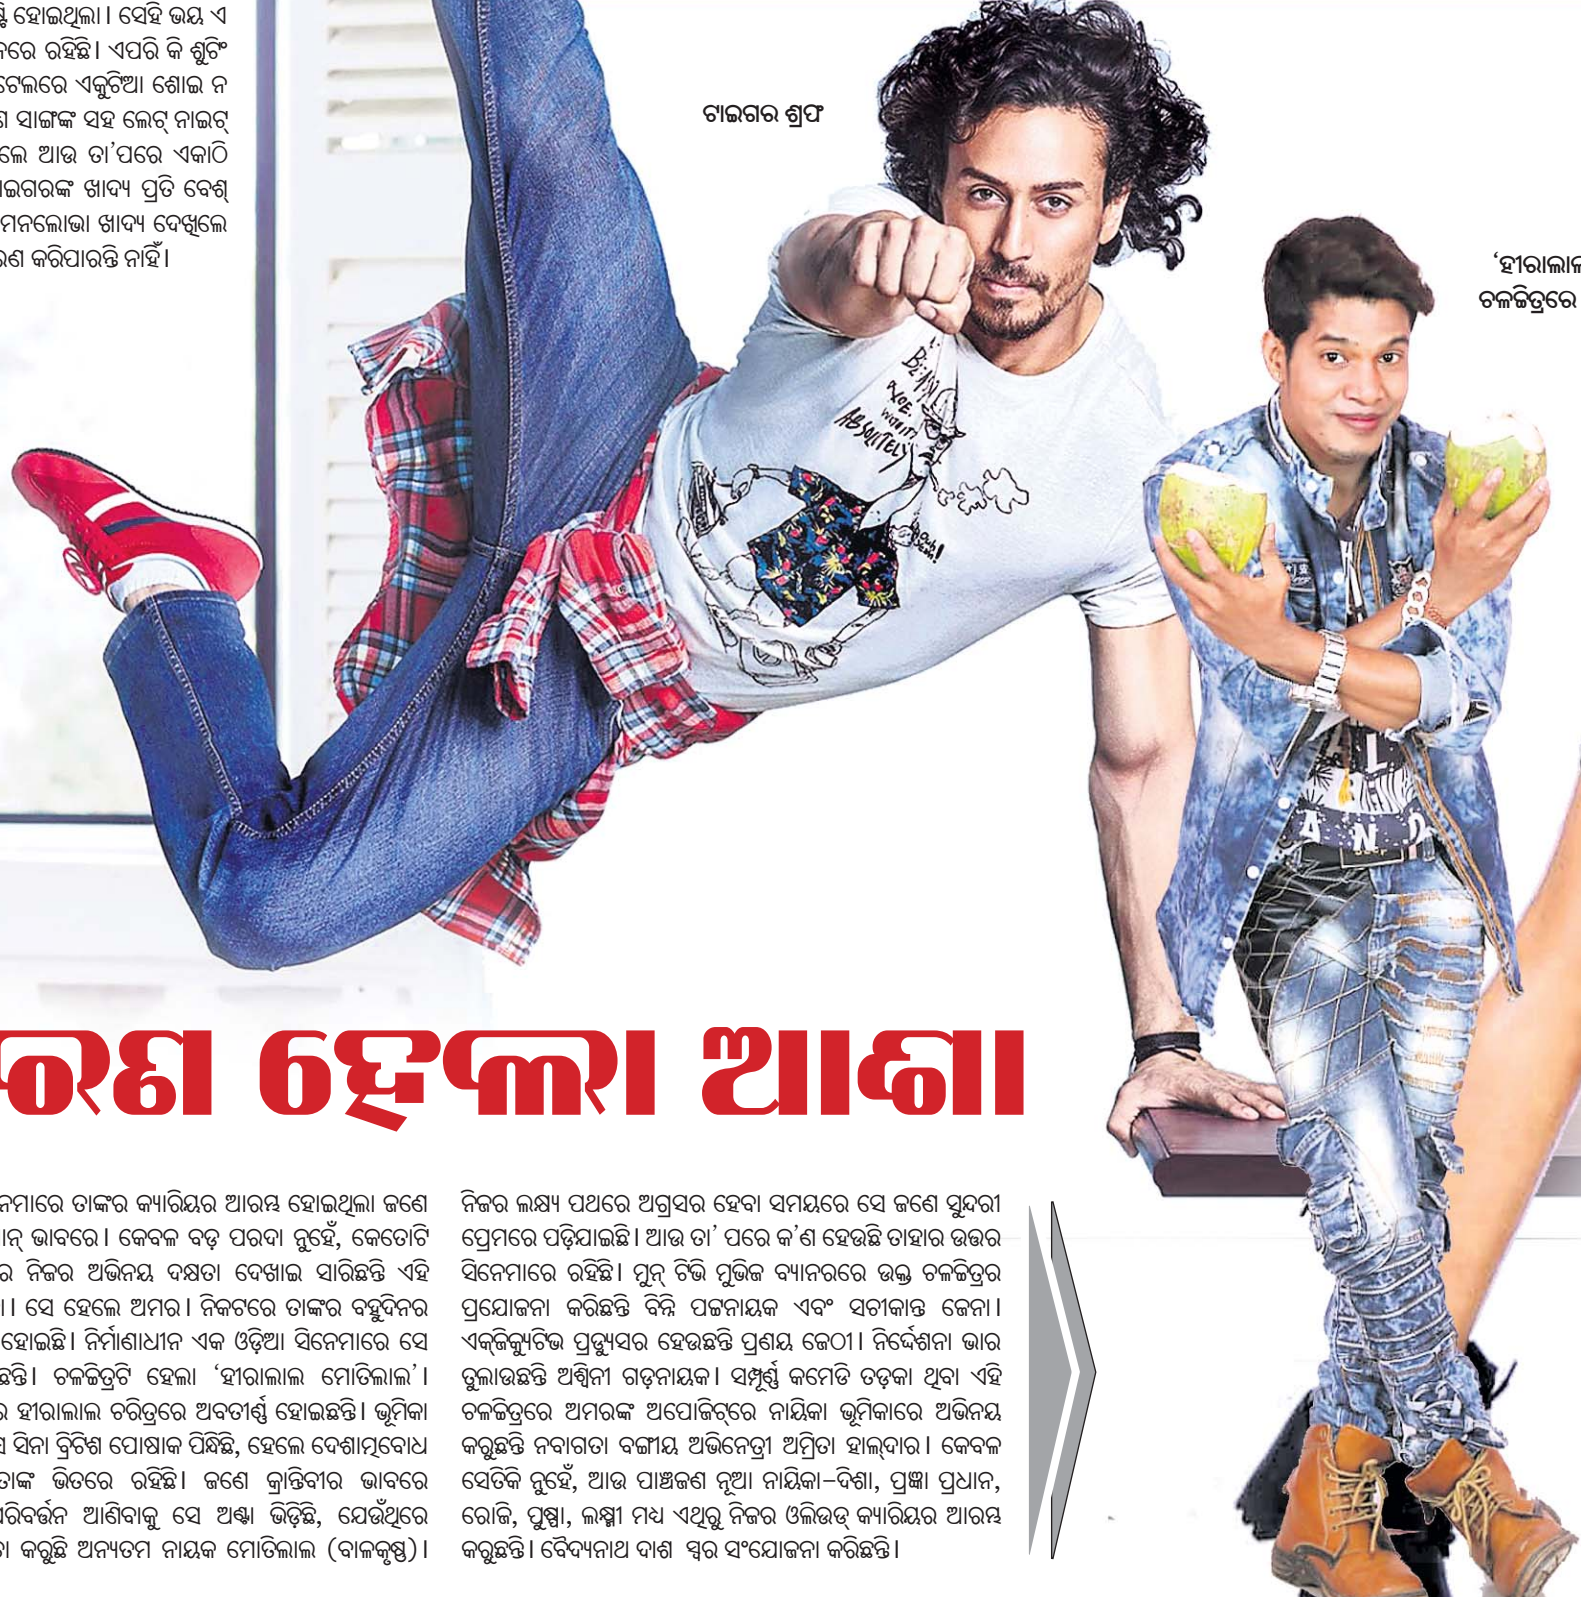 ହୋଇଥିଲା। ସେହି ଭୟ ଏ
ରହିଛି। ଏପରି କି ଶୁଟିଂ
ଏକୁଟିଆ ଶୋଇ ନ
ସାଙ୍ଗଙ୍କ ସହ ଲେଟ୍ ନାଇଟ୍
ଆଉ ତା'ପରେ ଏକାଠି
ଖାଦ୍ୟ ପ୍ରତି ବେଶ୍
ମନଲୋଭା ଖାଦ୍ୟ ଦେଖିଲେ
କରିପାରନ୍ତି ନାହିଁ।
ଟାଇଗର ଶ୍ରଫ
'ହୀରାଲାଲ
ଚଳଚ୍ଚିତ୍ରରେ
BEANY
ABSOLUTELY
AND
ରଣ ହେଲା ଆଶା
ନେମାରେ ତାଙ୍କର କ୍ୟାରିୟର ଆରମ୍ଭ ହୋଇଥିଲା ଜଣେ
ାନ୍ ଭାବରେ। କେବଳ ବଡ଼ ପରଦା ନୁହେଁ, କେତୋଟି
ର ନିଜର ଅଭିନୟ ଦକ୍ଷତା ଦେଖାଇ ସାରିଛନ୍ତି ଏହି
ା। ସେ ହେଲେ ଅମର। ନିକଟରେ ତାଙ୍କର ବହୁଦିନର
ହୋଇଛି। ନିର୍ମାଣାଧୀନ ଏକ ଓଡ଼ିଆ ସିନେମାରେ ସେ
ଛନ୍ତି। ଚଳଚ୍ଚିତ୍ରଟି ହେଲା 'ହୀରାଲାଲ ମୋତିଲାଲ'।
ର ହୀରାଲାଲ ଚରିତ୍ରରେ ଅବତୀର୍ଣ୍ଣ ହୋଇଛନ୍ତି। ଭୂମିକା
ସିନା ବ୍ରିଟିଶ ପୋଷାକ ପିନ୍ଧିଛି, ହେଲେ ଦେଶାତ୍ମବୋଧ
ତାଙ୍କ ଭିତରେ ରହିଛି। ଜଣେ କ୍ରାନ୍ତିବୀର ଭାବରେ
ପରିବର୍ତ୍ତନ ଆଣିବାକୁ ସେ ଅଣ୍ଟା ଭିଡ଼ିଛି, ଯେଉଁଥିରେ
ା କରୁଛି ଅନ୍ୟତମ ନାୟକ ମୋତିଲାଲ (ବାଳକୃଷ୍ଣ)।
ନିଜର ଲକ୍ଷ୍ୟ ପଥରେ ଅଗ୍ରସର ହେବା ସମୟରେ ସେ ଜଣେ ସୁନ୍ଦରୀ
ପ୍ରେମରେ ପଡ଼ିଯାଇଛି। ଆଉ ତା' ପରେ କ'ଣ ହେଉଛି ତାହାର ଉତ୍ତର
ସିନେମାରେ ରହିଛି। ମୁନ୍ ଟିଭି ମୁଭିଜ ବ୍ୟାନରରେ ଉକ୍ତ ଚଳଚ୍ଚିତ୍ରର
ପ୍ରଯୋଜନା କରିଛନ୍ତି ବିନ୍ନି ପଟ୍ଟନାୟକ ଏବଂ ସଚୀକାନ୍ତ ଜେନା।
ଏକ୍‌ଜିକ୍ୟୁଟିଭ ପ୍ରଡ୍ୟୁସର ହେଉଛନ୍ତି ପ୍ରଣୟ ଜେଠୀ। ନିର୍ଦ୍ଦେଶନା ଭାର
ତୁଲାଉଛନ୍ତି ଅଶ୍ୱିନୀ ଗଡ଼ନାୟକ। ସମ୍ପୂର୍ଣ୍ଣ କମେଡି ତଡ଼କା ଥିବା ଏହି
ଚଳଚ୍ଚିତ୍ରରେ ଅମରଙ୍କ ଅପୋଜିଟ୍‌ରେ ନାୟିକା ଭୂମିକାରେ ଅଭିନୟ
କରୁଛନ୍ତି ନବାଗତା ବଙ୍ଗୀୟ ଅଭିନେତ୍ରୀ ଅମ୍ରିତା ହାଲ୍‌ଦାର। କେବଳ
ସେତିକି ନୁହେଁ, ଆଉ ପାଞ୍ଚଜଣ ନୂଆ ନାୟିକା-ଦିଶା, ପ୍ରଜ୍ଞା ପ୍ରଧାନ,
ରୋଜି, ପୁଷ୍ପା, ଲକ୍ଷ୍ମୀ ମଧ୍ୟ ଏଥିରୁ ନିଜର ଓଲିଉଡ୍ କ୍ୟାରିୟର ଆରମ୍ଭ
କରୁଛନ୍ତି। ବୈଦ୍ୟନାଥ ଦାଶ ସ୍ୱର ସଂଯୋଜନା କରିଛନ୍ତି।